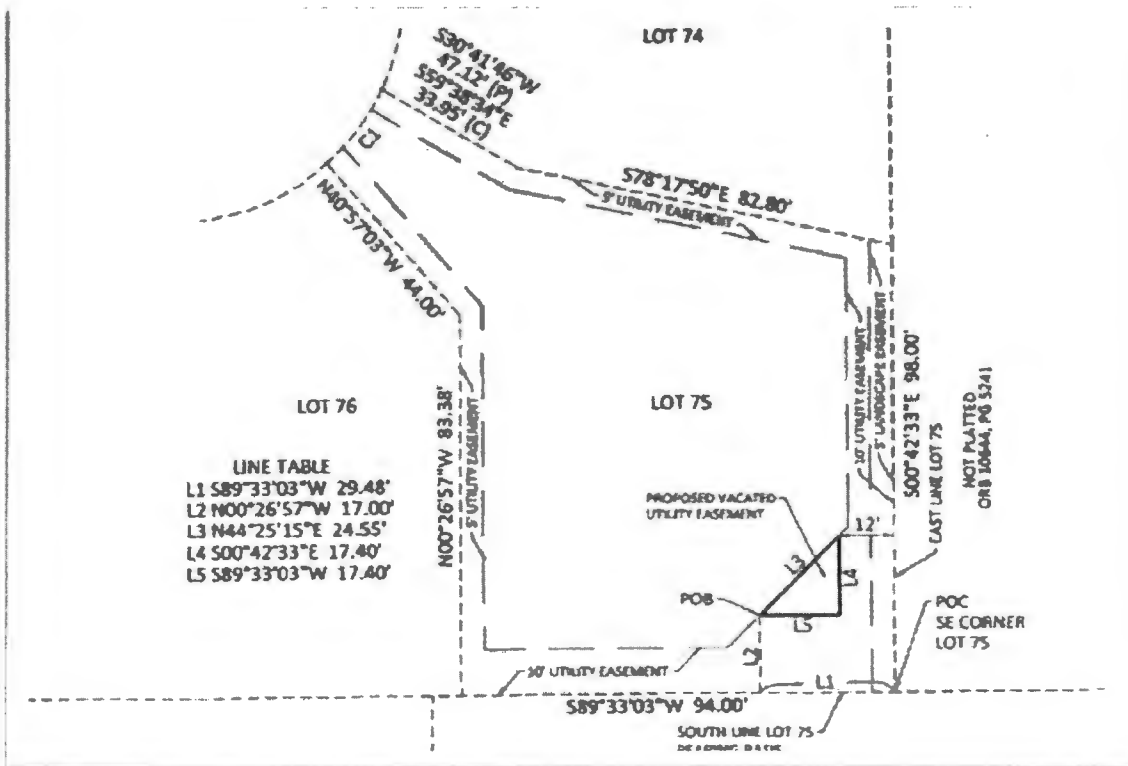 LOT 74
S30°41'46"W
47.12' (P)
S59°38'34"E
33.95' (C)
S78°17'50"E 82.80'
5' UTILITY EASEMENT
N40°57'03"W 44.00'
LOT 76
LOT 75
N00°26'57"W 83.38'
5' UTILITY EASEMENT
10' UTILITY EASEMENT
5' LANDSCAPE EASEMENT
S00°42'33"E 98.00'
EAST LINE LOT 75
NOT PLATTED
ORB 10644, PG 5241
LINE TABLE
L1 S89°33'03"W 29.48'
L2 N00°26'57"W 17.00'
L3 N44°25'15"E 24.55'
L4 S00°42'33"E 17.40'
L5 S89°33'03"W 17.40'
PROPOSED VACATED
UTILITY EASEMENT
12'
L3
L4
POB
L5
POC
SE CORNER
LOT 75
L2
10' UTILITY EASEMENT
L1
S89°33'03"W 94.00'
SOUTH LINE LOT 75